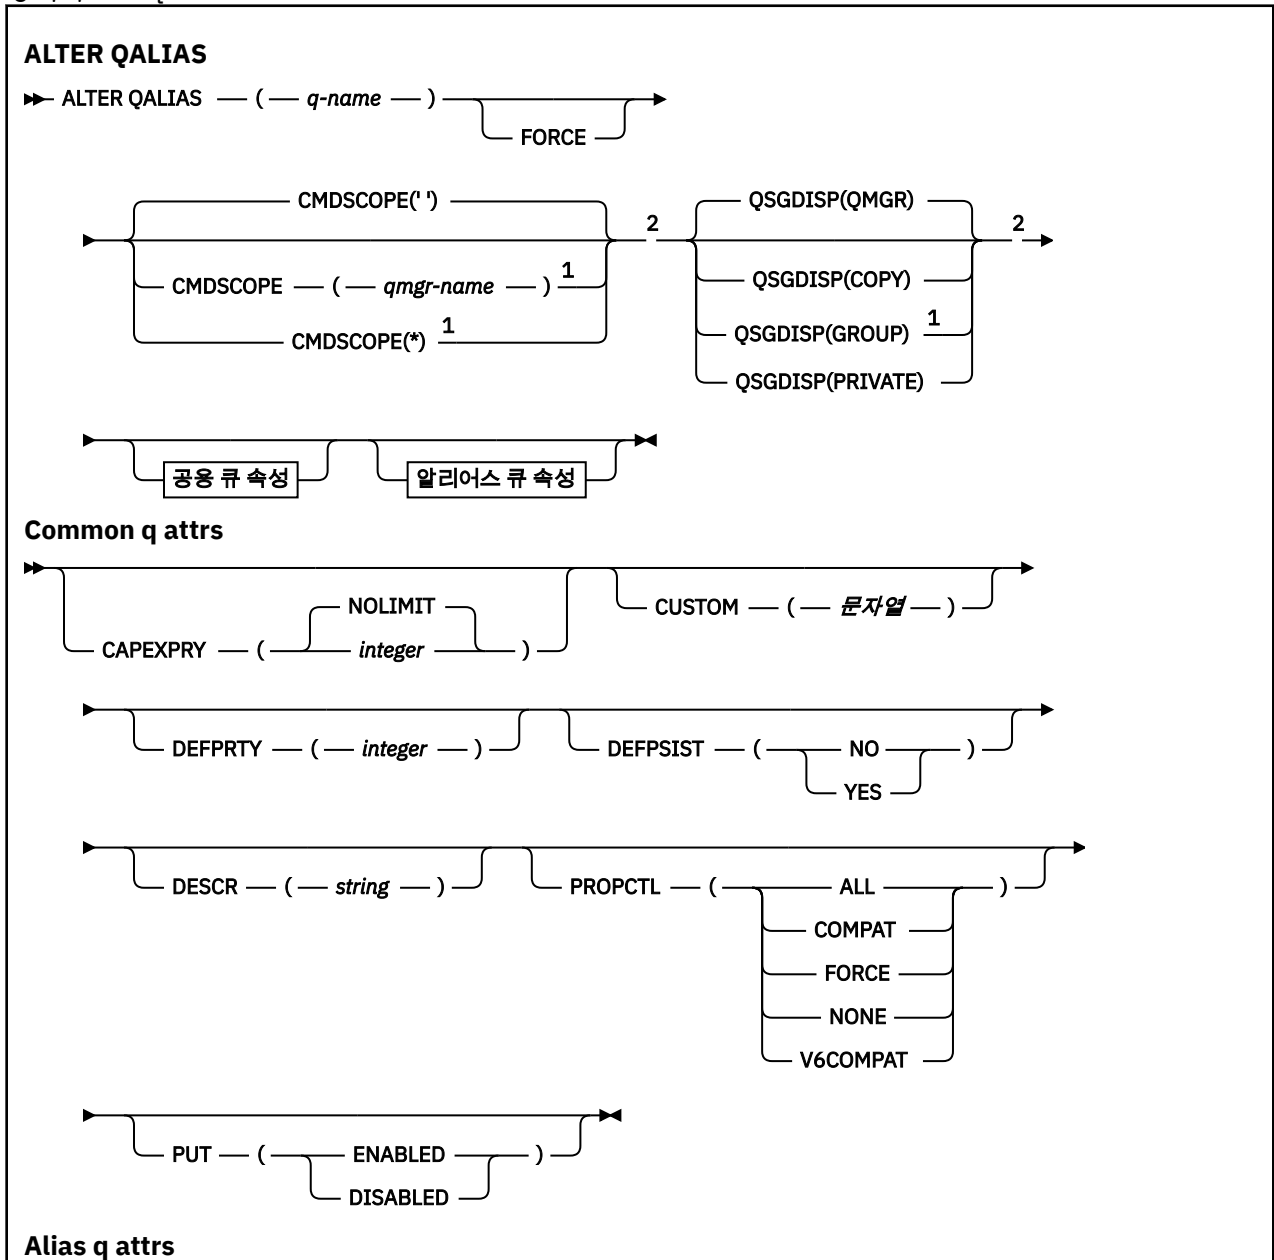 ALTER QALIAS
ALTER QALIAS ( q-name )
FORCE
CMDSCOPE(' ')
2
CMDSCOPE ( qmgr-name ) 1
CMDSCOPE(*) 1
QSGDISP(QMGR)
2
QSGDISP(COPY)
QSGDISP(GROUP) 1
QSGDISP(PRIVATE)
공용 큐 속성
알리어스 큐 속성
Common q attrs
CAPEXPRY (
NOLIMIT
integer
)
CUSTOM ( 문자열 )
DEFPRTY ( integer )
DEFPSIST ( NO )
YES
DESCR ( string )
PROPCTL ( ALL )
COMPAT
FORCE
NONE
V6COMPAT
PUT ( ENABLED )
DISABLED
Alias q attrs